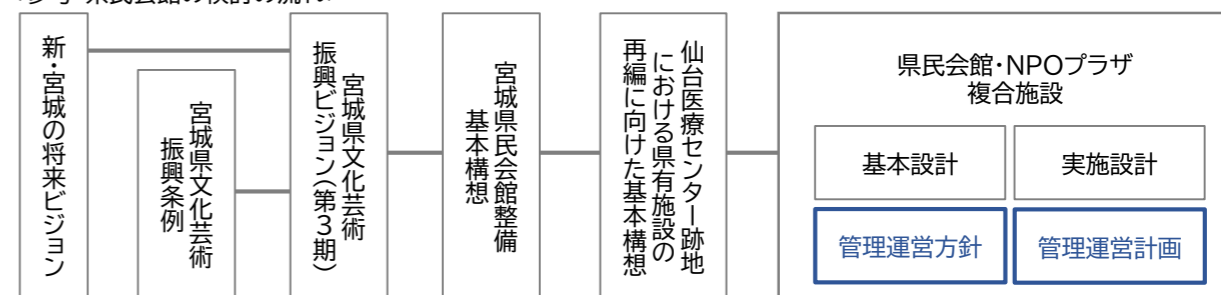 新・宮城の将来ビジョン
宮城県文化芸術
振興条例
宮城県文化芸術
振興ビジョン(第3期)
宮城県民会館整備
基本構想
仙台医療センター跡地
における県有施設の
再編に向けた基本構想
県民会館・NPOプラザ
複合施設
基本設計
実施設計
管理運営方針
管理運営計画